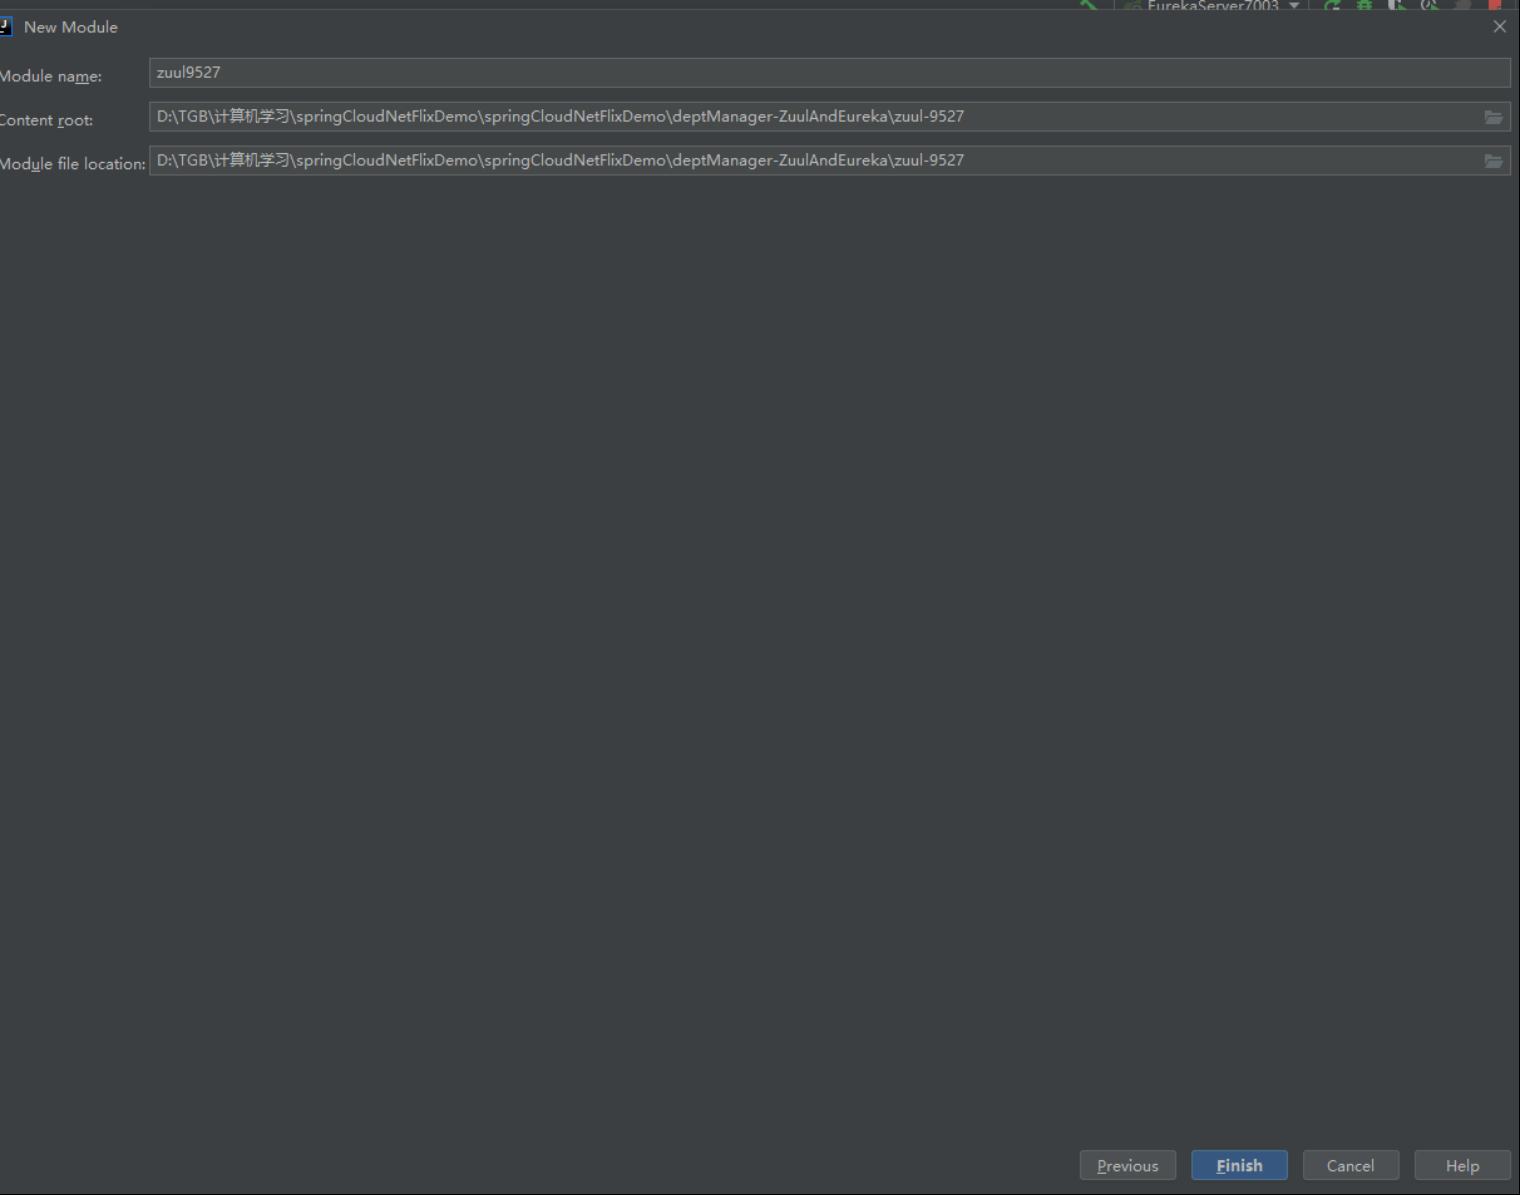 EurekaServer7003
New Module
Module name:
zuul9527
Content root:
D:\TGB\计算机学习\springCloudNetFlixDemo\springCloudNetFlixDemo\deptManager-ZuulAndEureka\zuul-9527
Module file location:
D:\TGB\计算机学习\springCloudNetFlixDemo\springCloudNetFlixDemo\deptManager-ZuulAndEureka\zuul-9527
Previous
Finish
Cancel
Help